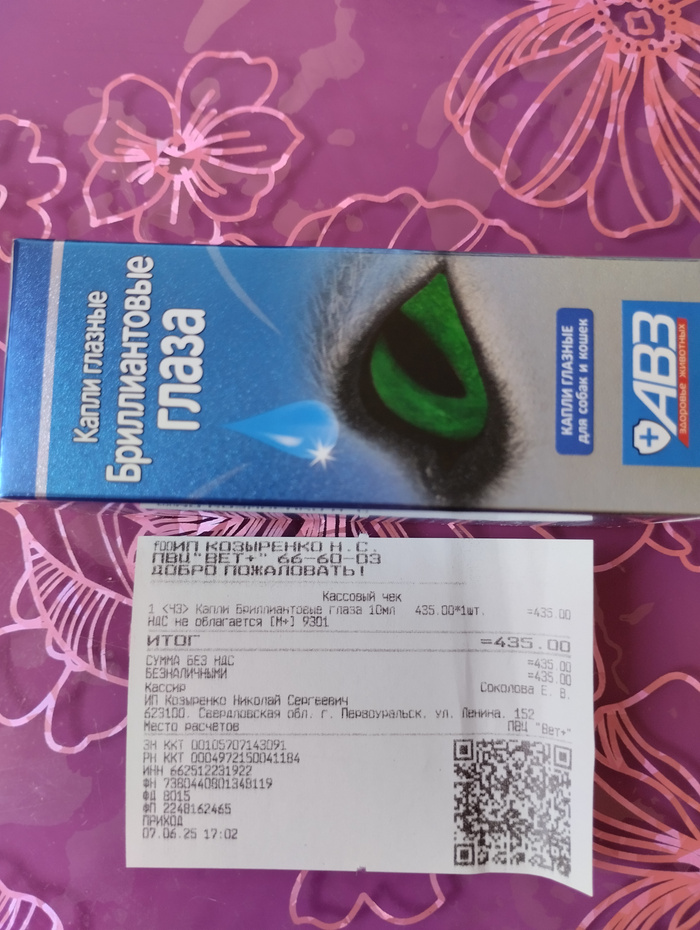 Капли глазные
Бриллиантовые
глаза
КАПЛИ ГЛАЗНЫЕ
для собак и кошек
АВЗ
здоровье животных
ИП КОЗЫРЕНКО Н.С.
ПВЦ"ВЕТ+" 66-60-03
ДОБРО ПОЖАЛОВАТЬ!
Кассовый чек
1 <ЧЗ> Капли Бриллиантовые глаза 10мл 435.00*1шт. =435.00
НДС не облагается [М+] 9301
ИТОГ =435.00
СУММА БЕЗ НДС =435.00
БЕЗНАЛИЧНЫМИ =435.00
Кассир Соколова Е. В.
ИП Козыренко Николай Сергеевич
623100. Свердловская обл. г. Первоуральск. ул. Ленина. 152
Место расчетов ПВЦ "Вет+"
ЗН ККТ 00105707143091
РН ККТ 0004972150041184
ИНН 662512231922
ФН 7380440801348119
ФД 8015
ФП 2248162465
ПРИХОД
07.06.25 17:02